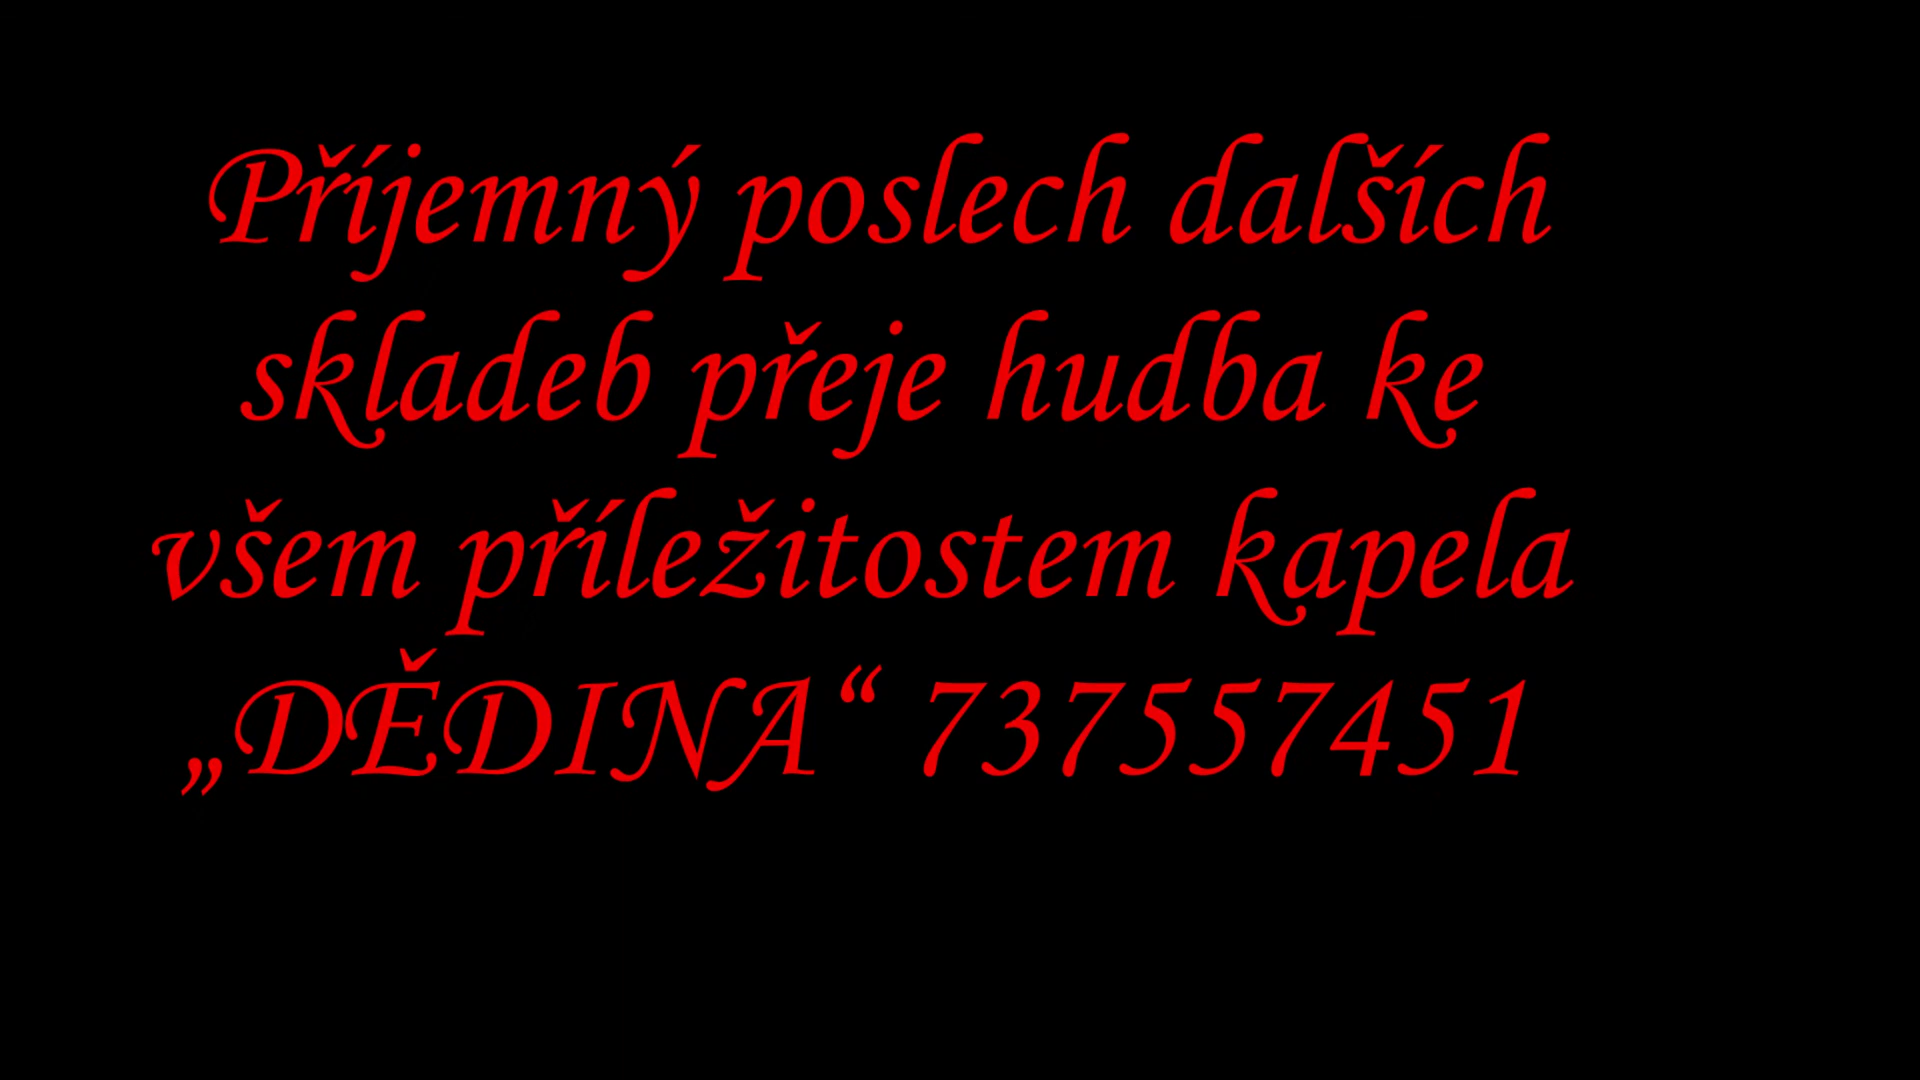 Příjemný poslech dalších
skladeb přeje hudba ke
všem příležitostem kapela
„DĚDINA“ 737557451